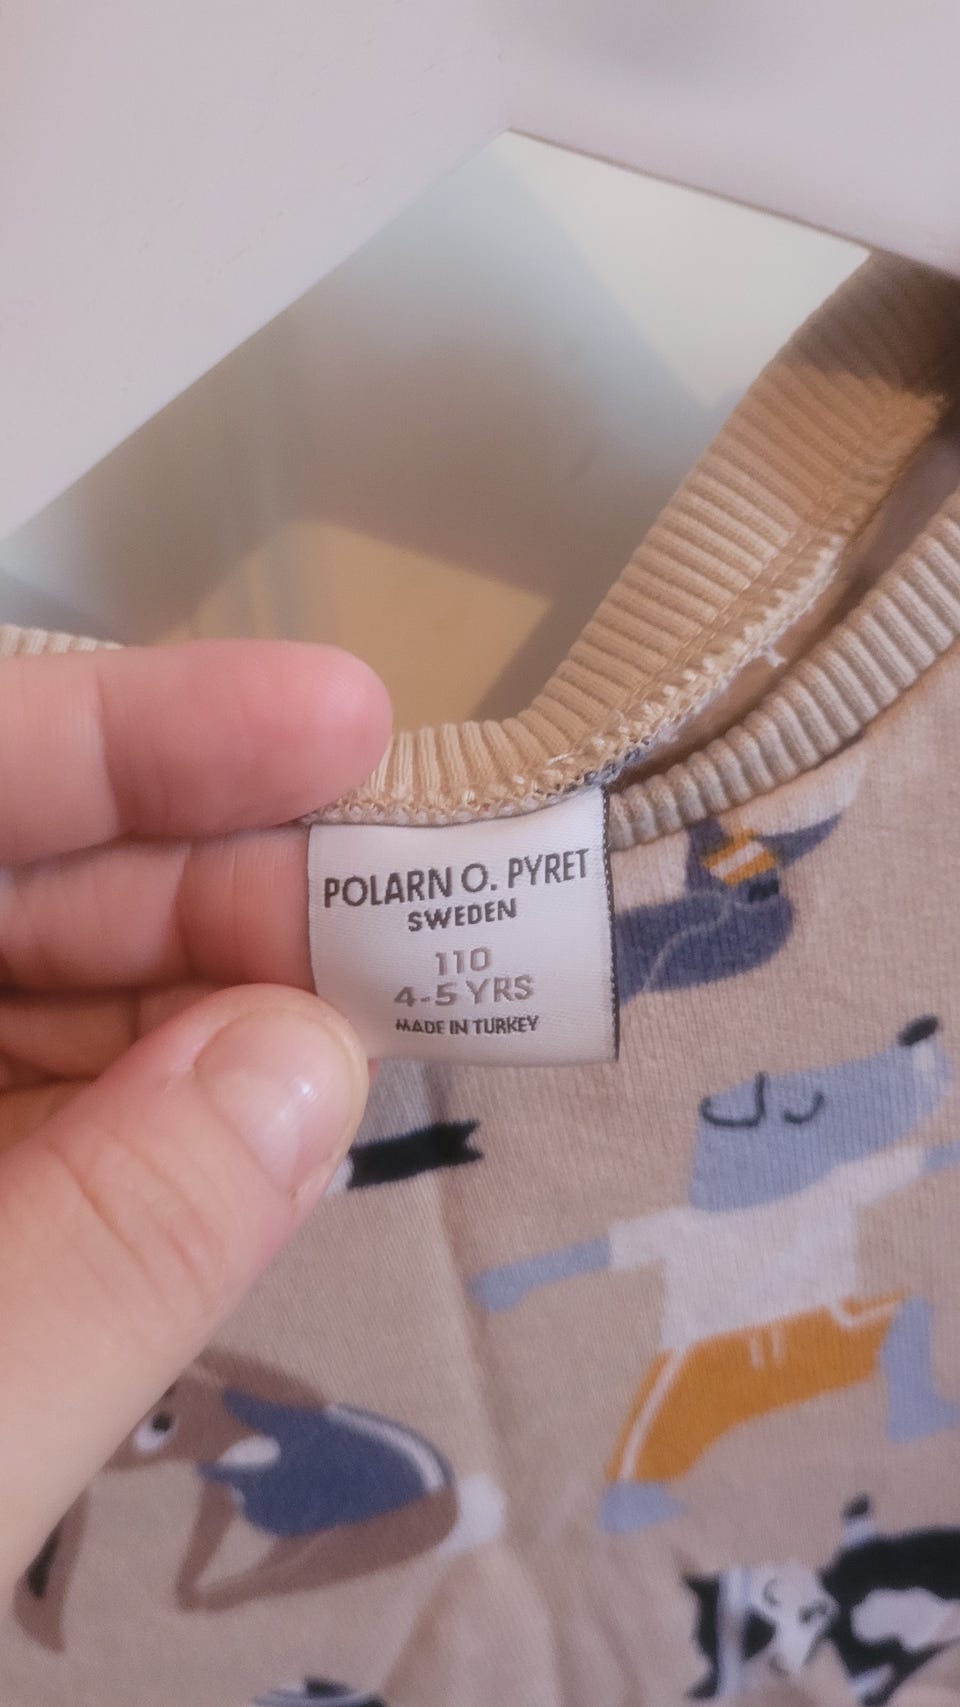 POLARN O. PYRET
SWEDEN
110
4-5 YRS
MADE IN TURKEY